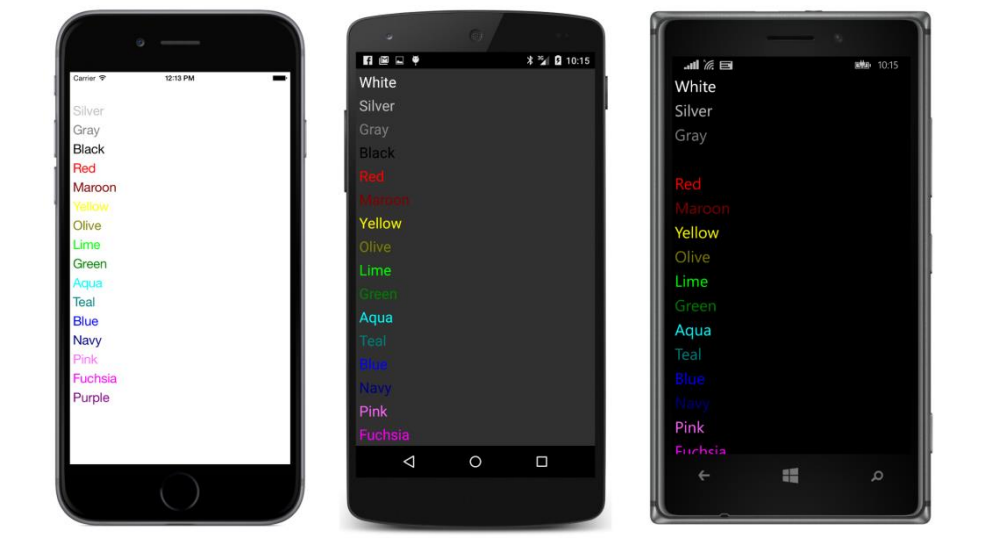 Carrier 12:13 PM
Silver
Gray
Black
Red
Maroon
Yellow
Olive
Lime
Green
Aqua
Teal
Blue
Navy
Pink
Fuchsia
Purple
10:15
White
Silver
Gray
Black
Red
Maroon
Yellow
Olive
Lime
Green
Aqua
Teal
Blue
Navy
Pink
Fuchsia
10:15
White
Silver
Gray
Red
Maroon
Yellow
Olive
Lime
Green
Aqua
Teal
Blue
Navy
Pink
Fuchsia